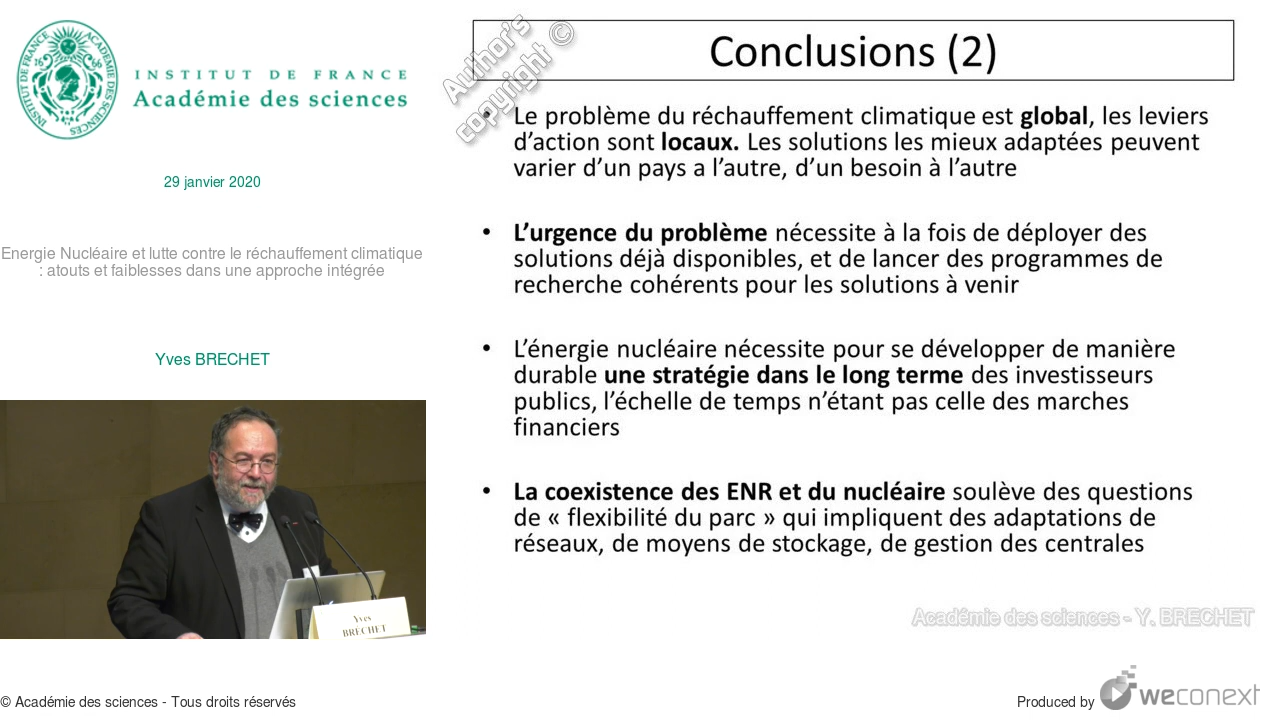 INSTITUT DE FRANCE
Académie des sciences
29 janvier 2020
Energie Nucléaire et lutte contre le réchauffement climatique
: atouts et faiblesses dans une approche intégrée
Yves BRECHET
Yves
BRECHET
© Académie des sciences - Tous droits réservés
Author's
copyright ©
Conclusions (2)
• Le problème du réchauffement climatique est global, les leviers
d’action sont locaux. Les solutions les mieux adaptées peuvent
varier d’un pays a l’autre, d’un besoin à l’autre
• L’urgence du problème nécessite à la fois de déployer des
solutions déjà disponibles, et de lancer des programmes de
recherche cohérents pour les solutions à venir
• L’énergie nucléaire nécessite pour se développer de manière
durable une stratégie dans le long terme des investisseurs
publics, l’échelle de temps n’étant pas celle des marches
financiers
• La coexistence des ENR et du nucléaire soulève des questions
de « flexibilité du parc » qui impliquent des adaptations de
réseaux, de moyens de stockage, de gestion des centrales
Académie des sciences - Y. BRECHET
Produced by weconext